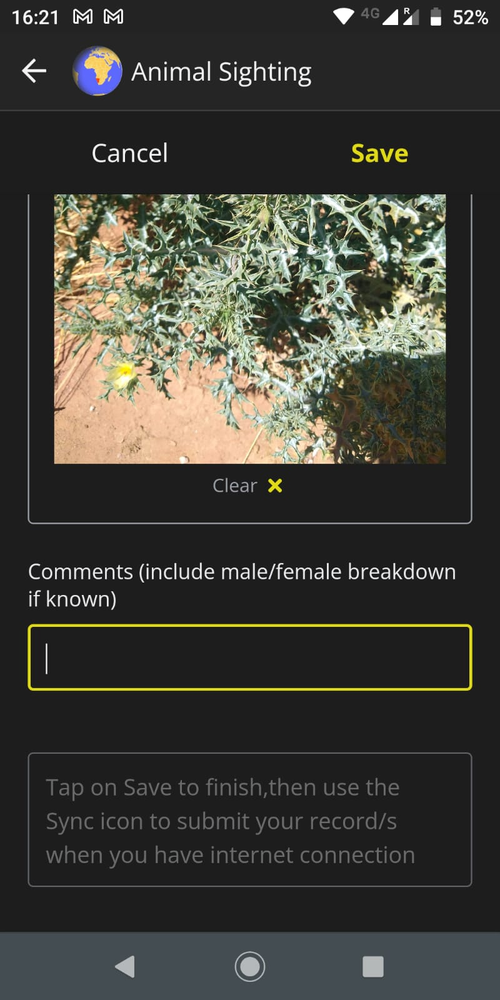 16:21 4G R 52%
Animal Sighting
Cancel Save
Clear
Comments (include male/female breakdown
if known)
Tap on Save to finish,then use the
Sync icon to submit your record/s
when you have internet connection